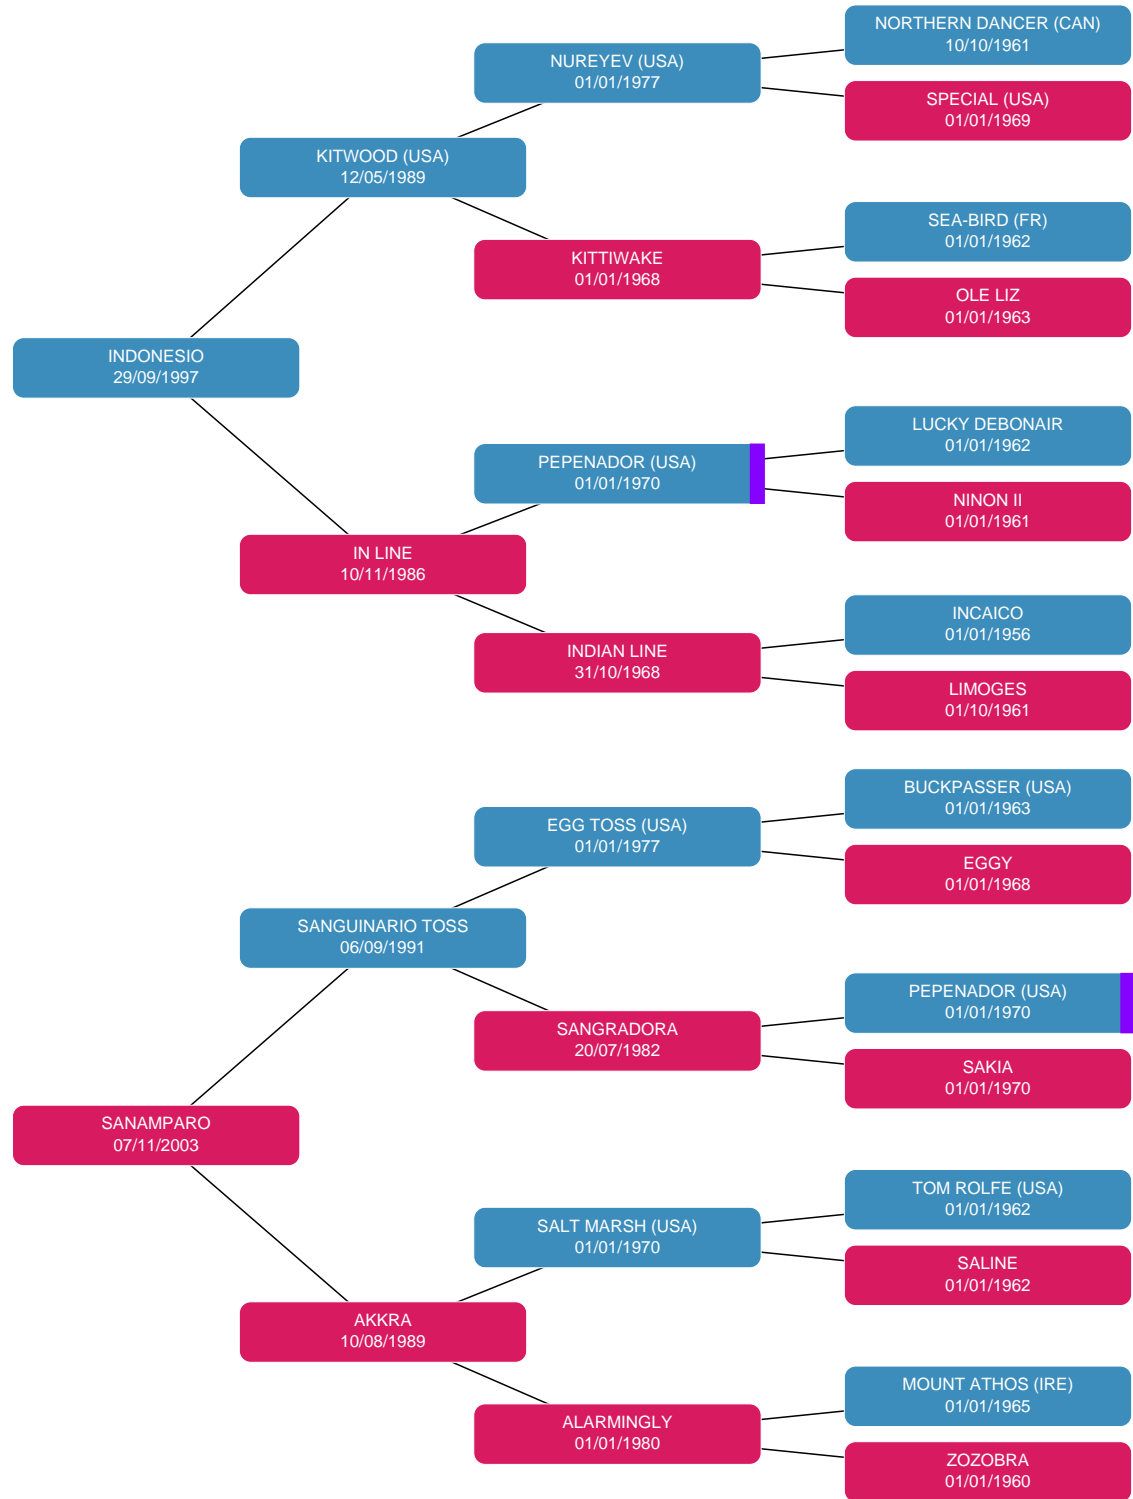 NORTHERN DANCER (CAN)
10/10/1961
NUREYEV (USA)
01/01/1977
SPECIAL (USA)
01/01/1969
KITWOOD (USA)
12/05/1989
SEA-BIRD (FR)
01/01/1962
KITTIWAKE
01/01/1968
OLE LIZ
01/01/1963
INDONESIO
29/09/1997
LUCKY DEBONAIR
01/01/1962
PEPENADOR (USA)
01/01/1970
NINON II
01/01/1961
IN LINE
10/11/1986
INCAICO
01/01/1956
INDIAN LINE
31/10/1968
LIMOGES
01/10/1961
BUCKPASSER (USA)
01/01/1963
EGG TOSS (USA)
01/01/1977
EGGY
01/01/1968
SANGUINARIO TOSS
06/09/1991
PEPENADOR (USA)
01/01/1970
SANGRADORA
20/07/1982
SAKIA
01/01/1970
SANAMPARO
07/11/2003
TOM ROLFE (USA)
01/01/1962
SALT MARSH (USA)
01/01/1970
SALINE
01/01/1962
AKKRA
10/08/1989
MOUNT ATHOS (IRE)
01/01/1965
ALARMINGLY
01/01/1980
ZOZOBRA
01/01/1960